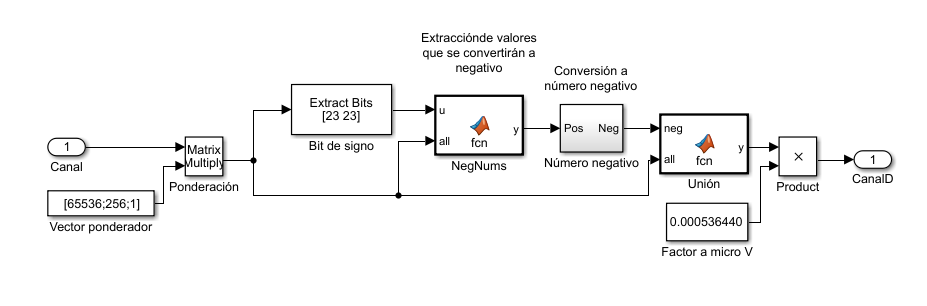 Extracciónde valores
que se convertirán a
negativo
Conversión a
número negativo
Extract Bits
[23 23]
Bit de signo
u
all
y
fcn
NegNums
Pos
Neg
Número negativo
neg
all
y
fcn
Unión
1
Canal
Matrix
Multiply
Ponderación
[65536;256;1]
Vector ponderador
×
Product
1
CanalD
0.000536440
Factor a micro V